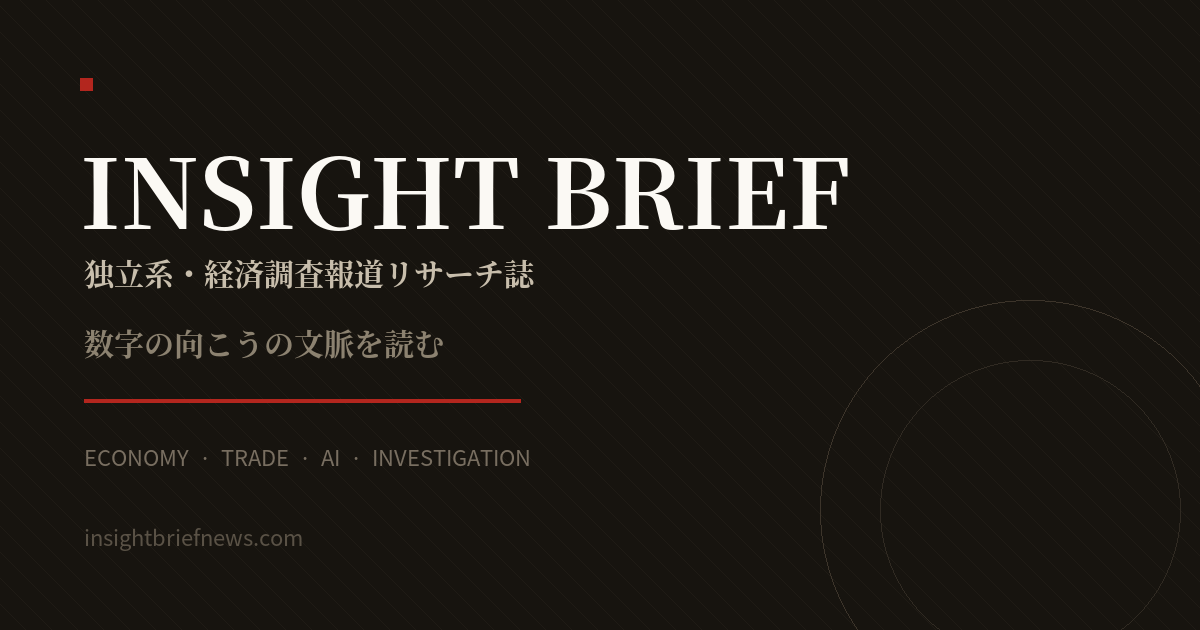 INSIGHT BRIEF
独立系・経済調査報道リサーチ誌
数字の向こうの文脈を読む
ECONOMY · TRADE · AI · INVESTIGATION
insightbriefnews.com